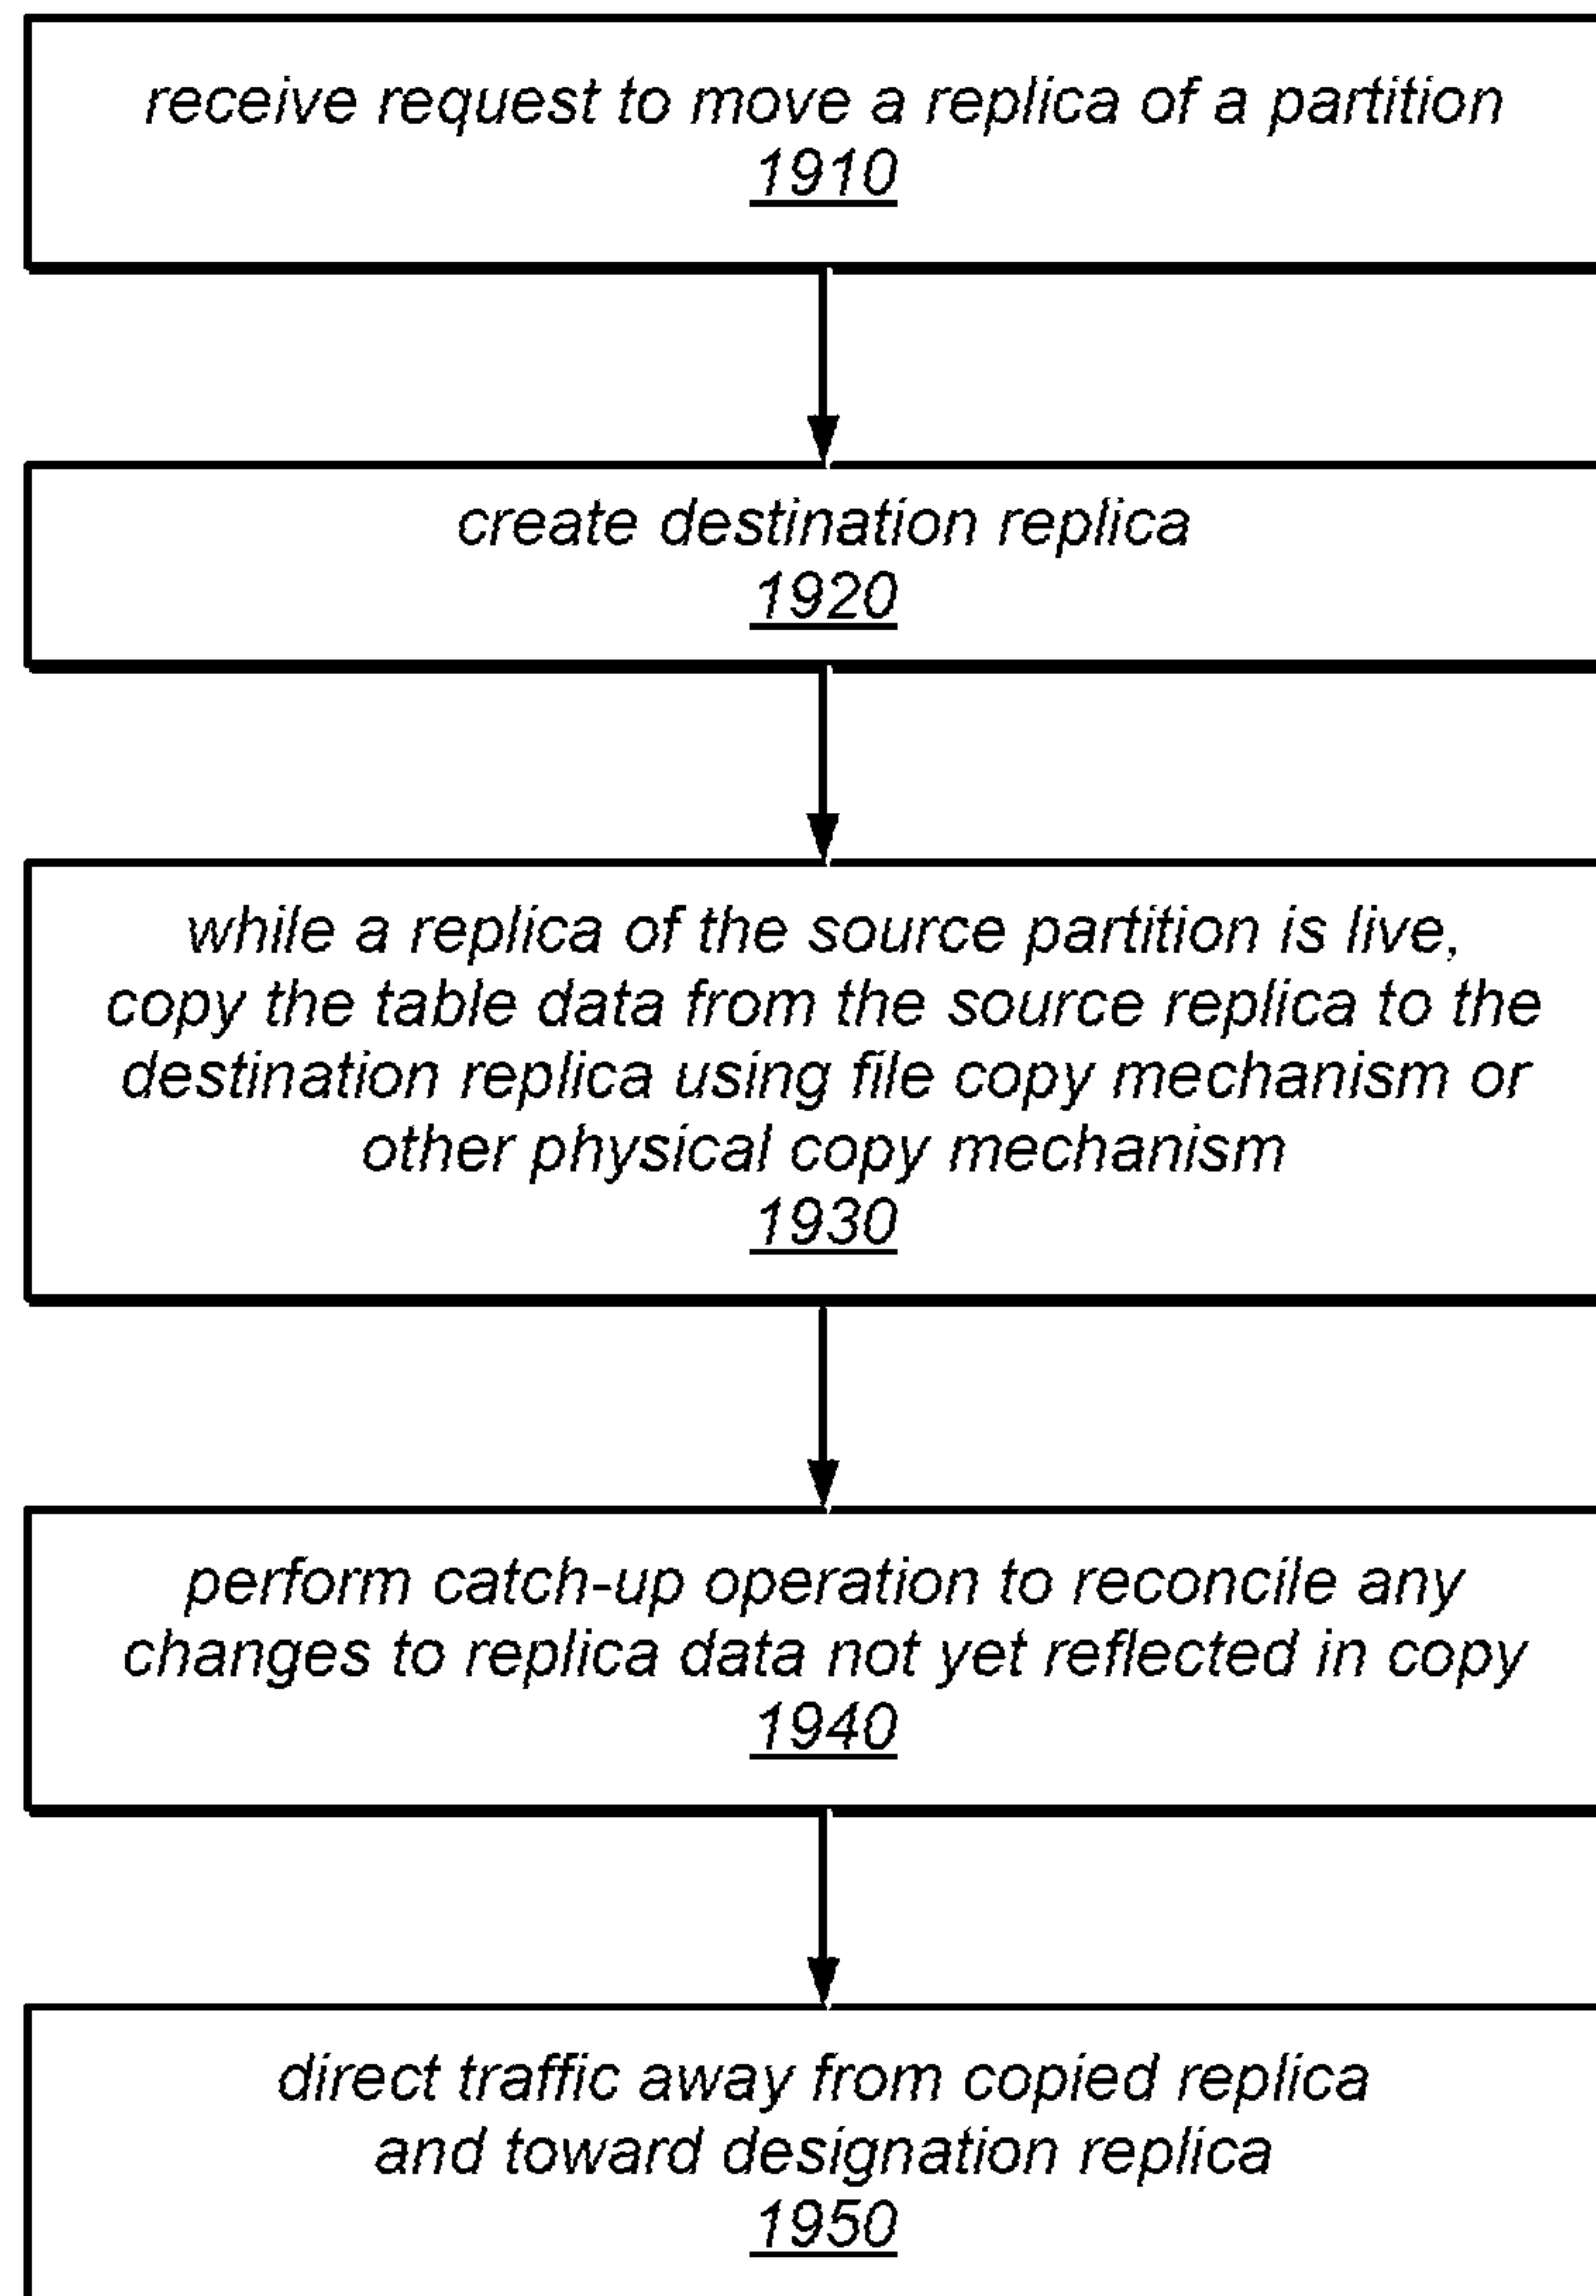 receive request to move a replica of a partition
1910
create destination replica
1920
while a replica of the source partition is live,
copy the table data from the source replica to the
destination replica using file copy mechanism or
other physical copy mechanism
1930
perform catch-up operation to reconcile any
changes to replica data not yet reflected in copy
1940
direct traffic away from copied replica
and toward designation replica
1950